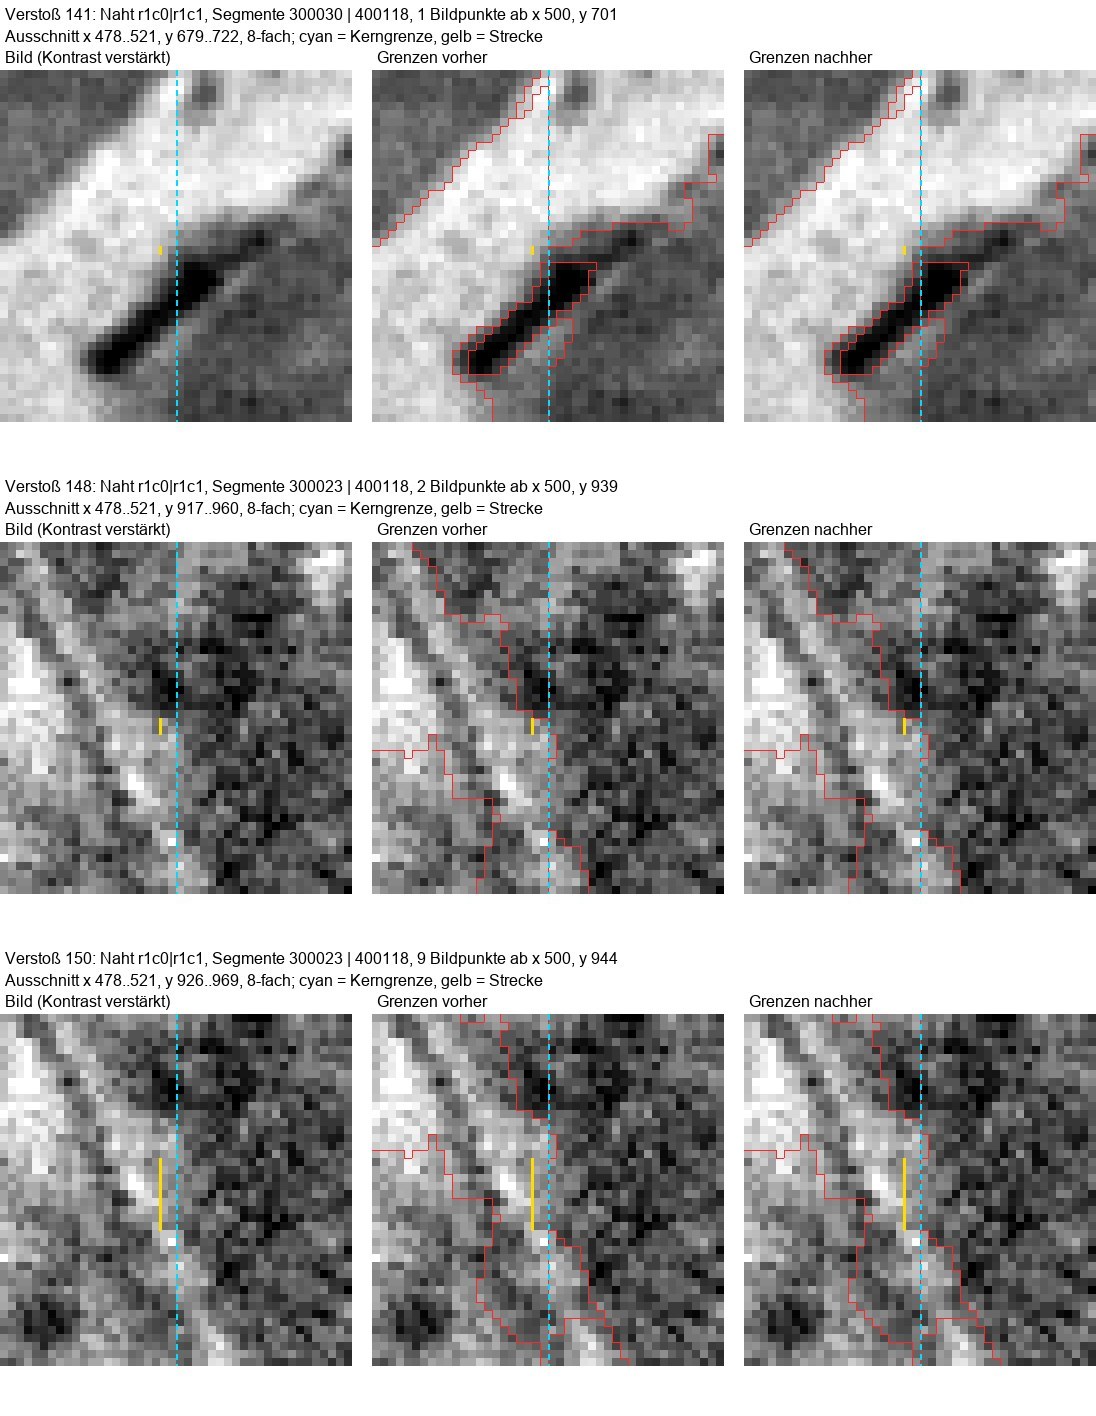 Verstoß 141: Naht r1c0|r1c1, Segmente 300030 | 400118, 1 Bildpunkte ab x 500, y 701
Ausschnitt x 478..521, y 679..722, 8-fach; cyan = Kerngrenze, gelb = Strecke
Bild (Kontrast verstärkt) Grenzen vorher Grenzen nachher
Verstoß 148: Naht r1c0|r1c1, Segmente 300023 | 400118, 2 Bildpunkte ab x 500, y 939
Ausschnitt x 478..521, y 917..960, 8-fach; cyan = Kerngrenze, gelb = Strecke
Bild (Kontrast verstärkt) Grenzen vorher Grenzen nachher
Verstoß 150: Naht r1c0|r1c1, Segmente 300023 | 400118, 9 Bildpunkte ab x 500, y 944
Ausschnitt x 478..521, y 926..969, 8-fach; cyan = Kerngrenze, gelb = Strecke
Bild (Kontrast verstärkt) Grenzen vorher Grenzen nachher